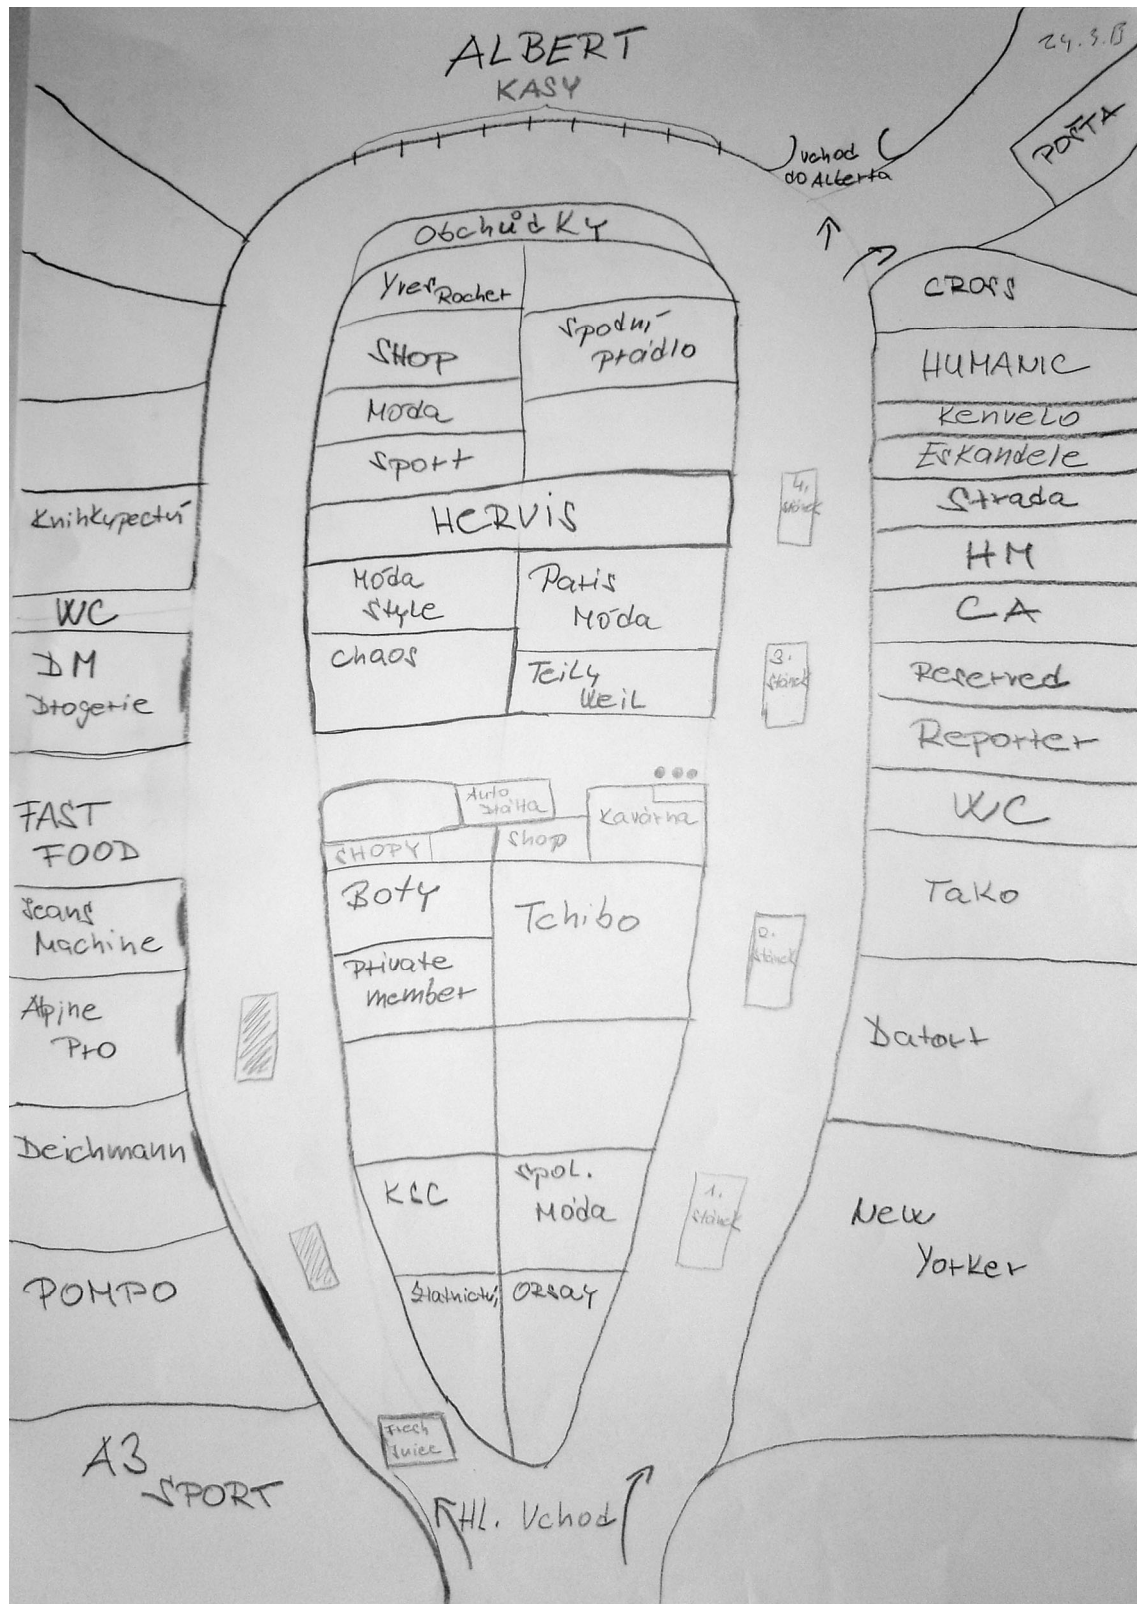 ALBERT
KASY
24.3.13
POŠTA
vchod
do Alberta
Obchůdky
Yves Rocher
SHOP
Móda
Sport
Spodní
prádlo
HERVIS
Móda
Style
chaos
Paris
Móda
Teily
Weil
CROSS
HUMANIC
Kenvelo
Eskandele
Strada
HM
CA
Reserved
Reporter
WC
Tako
Datart
New
Yorker
4.
stánek
3.
stánek
2.
stánek
1.
stánek
Knihkupectví
WC
DM
Drogerie
FAST
FOOD
Jeans
Machine
Alpine
Pro
Deichmann
POMPO
A3
SPORT
Auto
Dráha
SHOPY
Shop
Kavárna
Boty
Tchibo
Private
member
KSC
Spol.
Móda
Zlatnictví
ORSAY
Fresh
Juice
Hl. Vchod